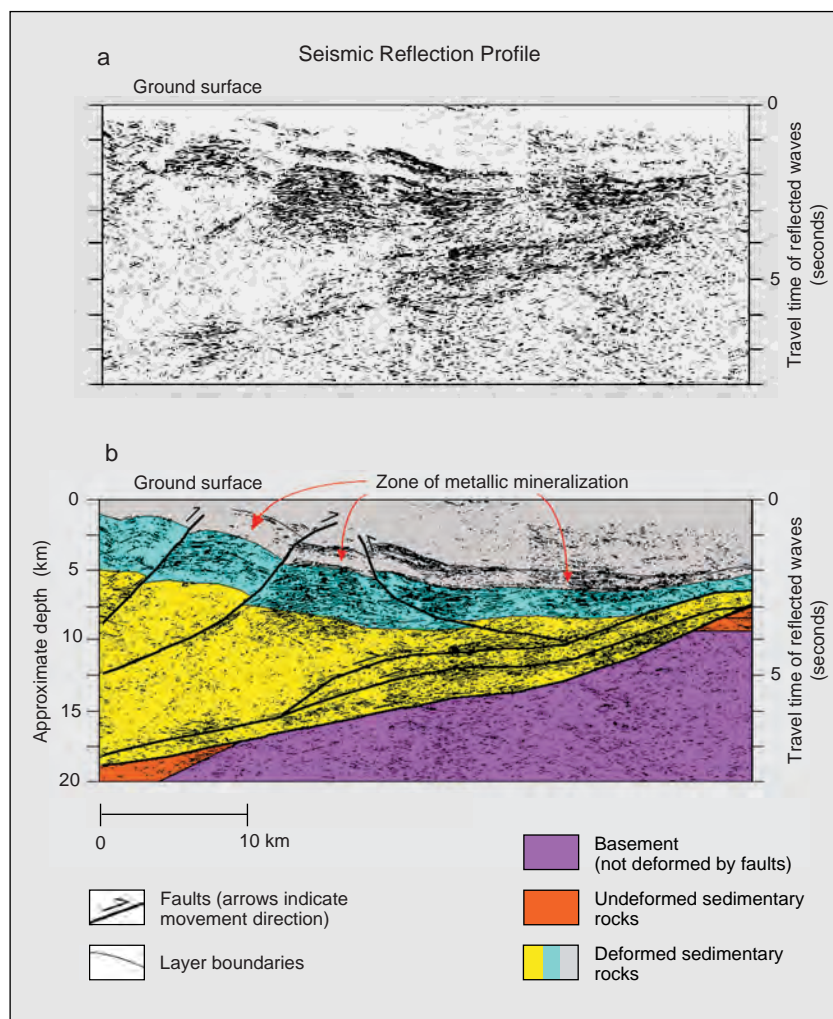 a
Seismic Reflection Profile
Ground surface
0
5
Travel time of reflected waves
(seconds)
b
Ground surface
Zone of metallic mineralization
0
5
10
15
20
Approximate depth (km)
0
5
Travel time of reflected waves
(seconds)
0
10 km
Faults (arrows indicate
movement direction)
Layer boundaries
Basement
(not deformed by faults)
Undeformed sedimentary
rocks
Deformed sedimentary
rocks